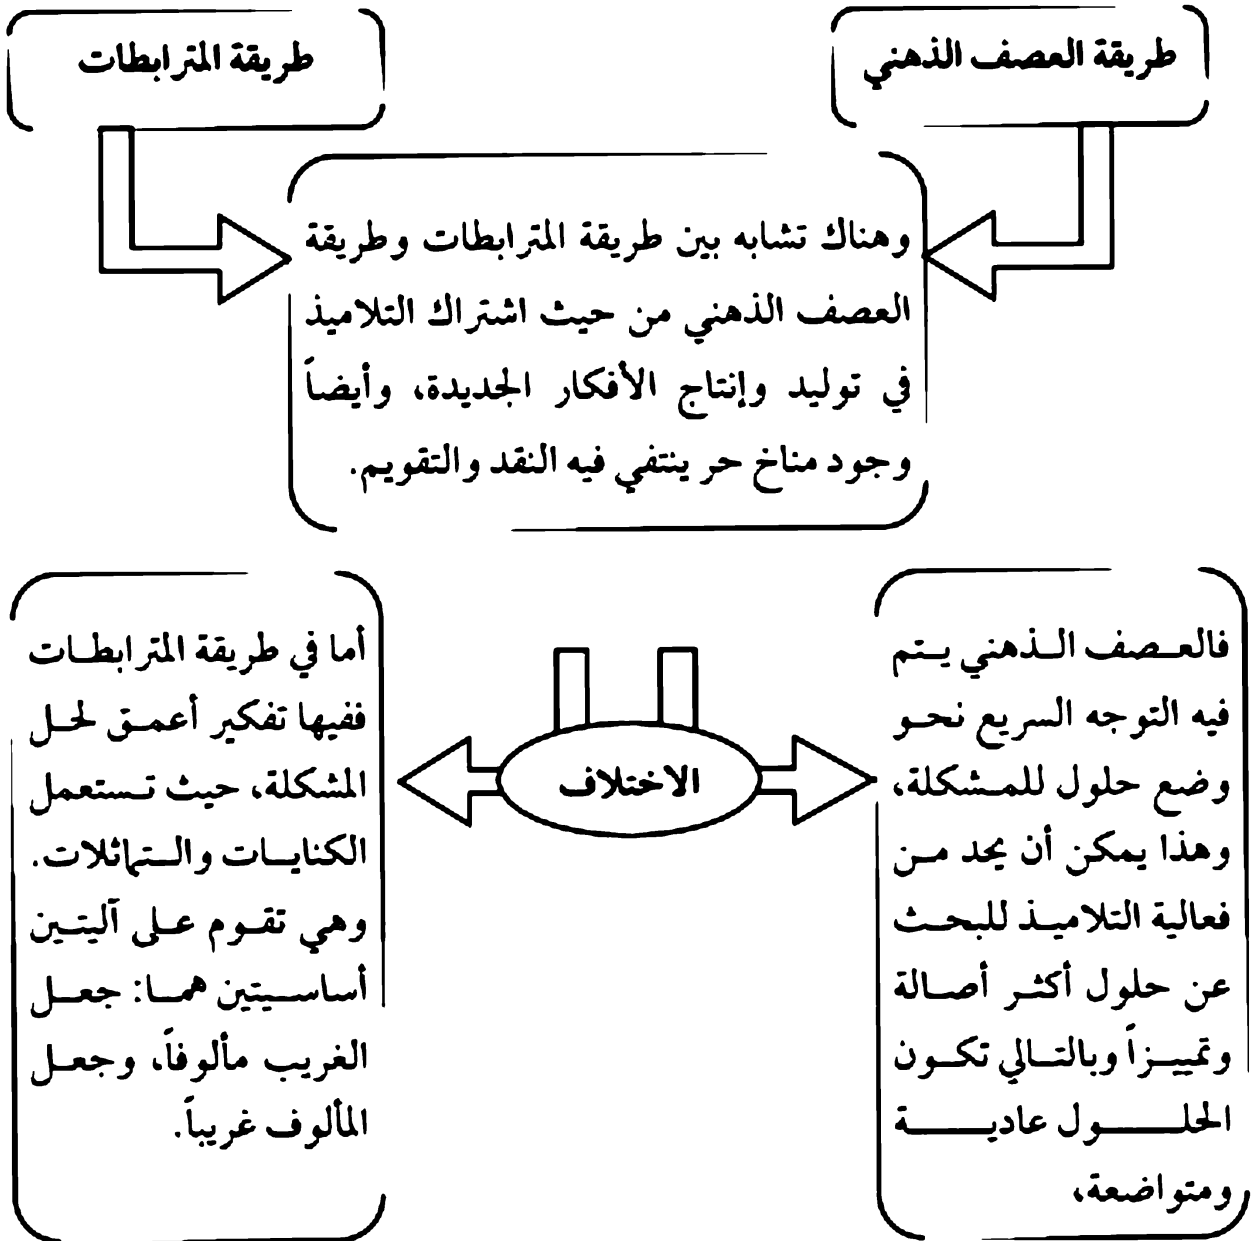 طريقة العصف الذهني
طريقة المترابطات
وهناك تشابه بين طريقة المترابطات وطريقة
العصف الذهني من حيث اشتراك التلاميذ
في توليد وإنتاج الأفكار الجديدة، وأيضاً
وجود مناخ حر ينتفي فيه النقد والتقويم.
الاختلاف
فالعصف الذهني يتم
فيه التوجه السريع نحو
وضع حلول للمشكلة،
وهذا يمكن أن يحد من
فعالية التلاميذ للبحث
عن حلول أكثر أصالة
وتمييزاً وبالتالي تكون
الحلول عادية
ومتواضعة،
أما في طريقة المترابطات
ففيها تفكير أعمق لحل
المشكلة، حيث تستعمل
الكنايات والتماثلات.
وهي تقوم على آليتين
أساسيتين هما: جعل
الغريب مألوفاً، وجعل
المألوف غريباً.